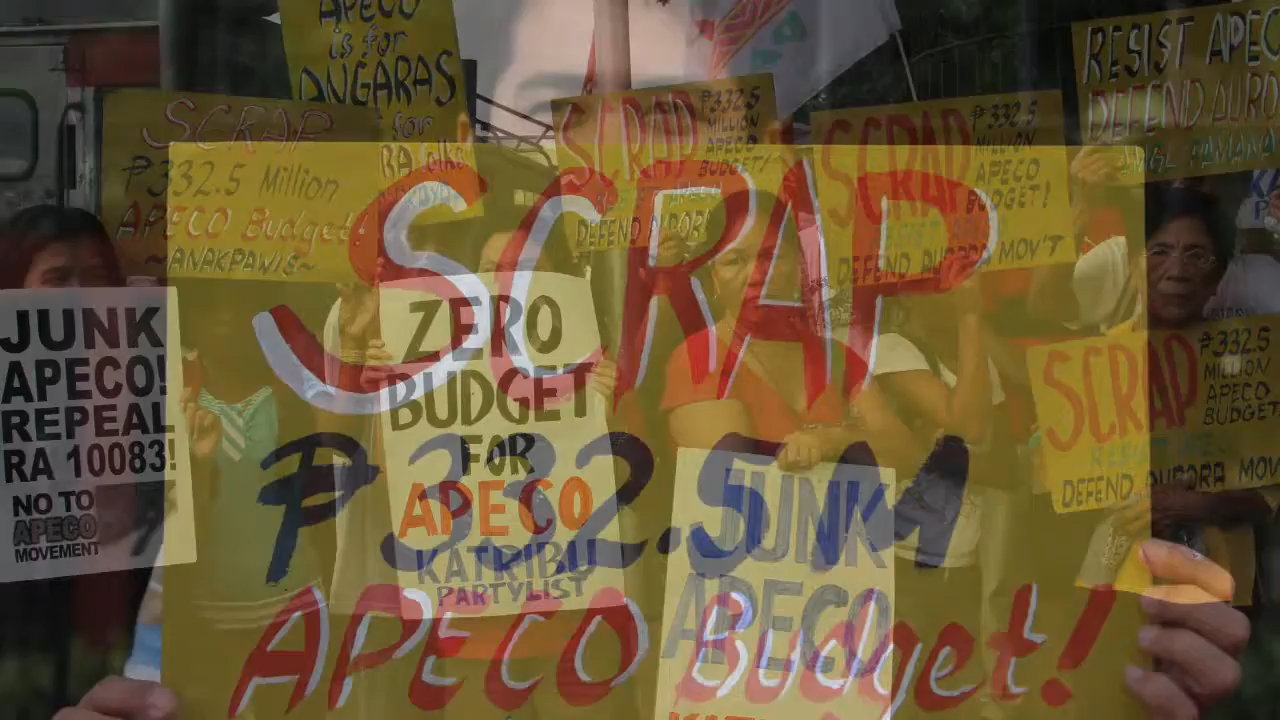 APECO
is for
ANGARAS
for
RESIST APEC
DEFEND AURO
SCRAP
₱332.5 Million
APECO Budget!
~ANAKPAWIS~
SCRAP
₱332.5
MILLION
APECO
BUDGET!
DEFEND
SCRAP
₱332.5
MILLION
APECO
BUDGET!
DEFEND AURORA MOV'T
SCRAP
₱332.5M
APECO Budget!
JUNK
APECO!
REPEAL
RA 10083!
NO TO
APECO
MOVEMENT
ZERO
BUDGET
FOR
APECO
KATRIBU
PARTYLIST
JUNK
APECO
SCRAP
₱332.5
MILLION
APECO
BUDGET
DEFEND AURORA MOV